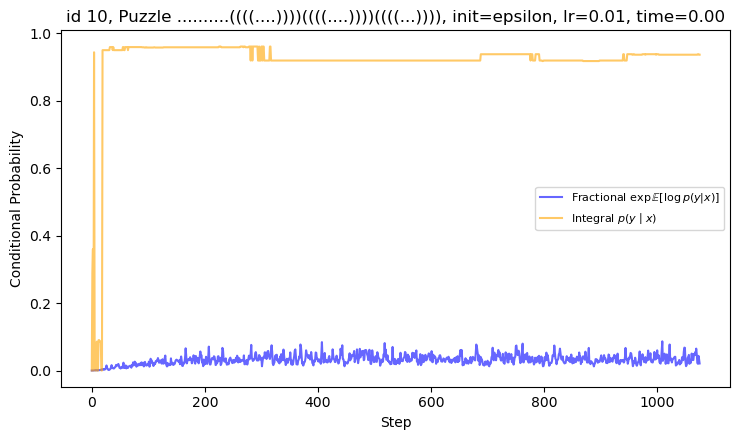 id 10, Puzzle ..........((((....))))((((....))))((((...)))), init=epsilon, lr=0.01, time=0.00
Conditional Probability
1.0
0.8
0.6
0.4
0.2
0.0
Fractional exp𝔼[log p(y|x)]
Integral p(y | x)
0 200 400 600 800 1000
Step